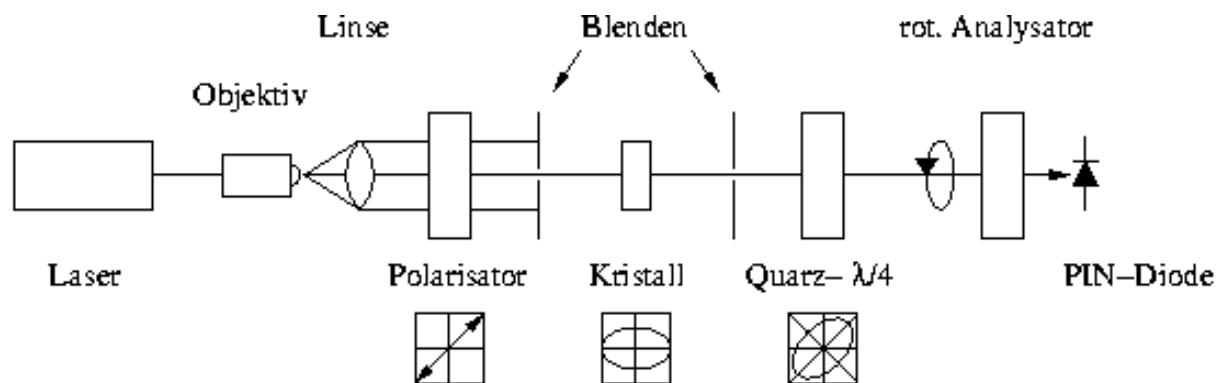 Linse Blenden rot. Analysator
Objektiv
Laser Polarisator Kristall Quarz– λ/4 PIN–Diode